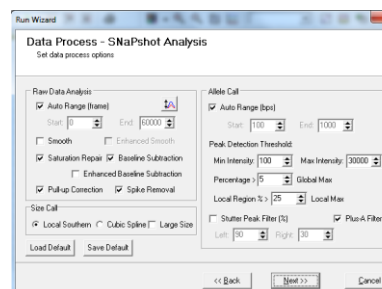 Run Wizard
Data Process - SNaPshot Analysis
Set data process options
Raw Data Analysis
Auto Range (frame)
Start: 0 End: 60000
Smooth Enhanced Smooth
Saturation Repair Baseline Subtraction
Enhanced Baseline Subtraction
Pull-up Correction Spike Removal
Size Call
Local Southern Cubic Spline Large Size
Load Default Save Default
Allele Call
Auto Range (bps)
Start: 100 End: 1000
Peak Detection Threshold:
Min Intensity: 100 Max Intensity: 30000
Percentage > 5 Global Max
Local Region % > 25 Local Max
Stutter Peak Filter (%) Plus-A Filter
Left: 90 Right: 30
<< Back Next >> Cancel